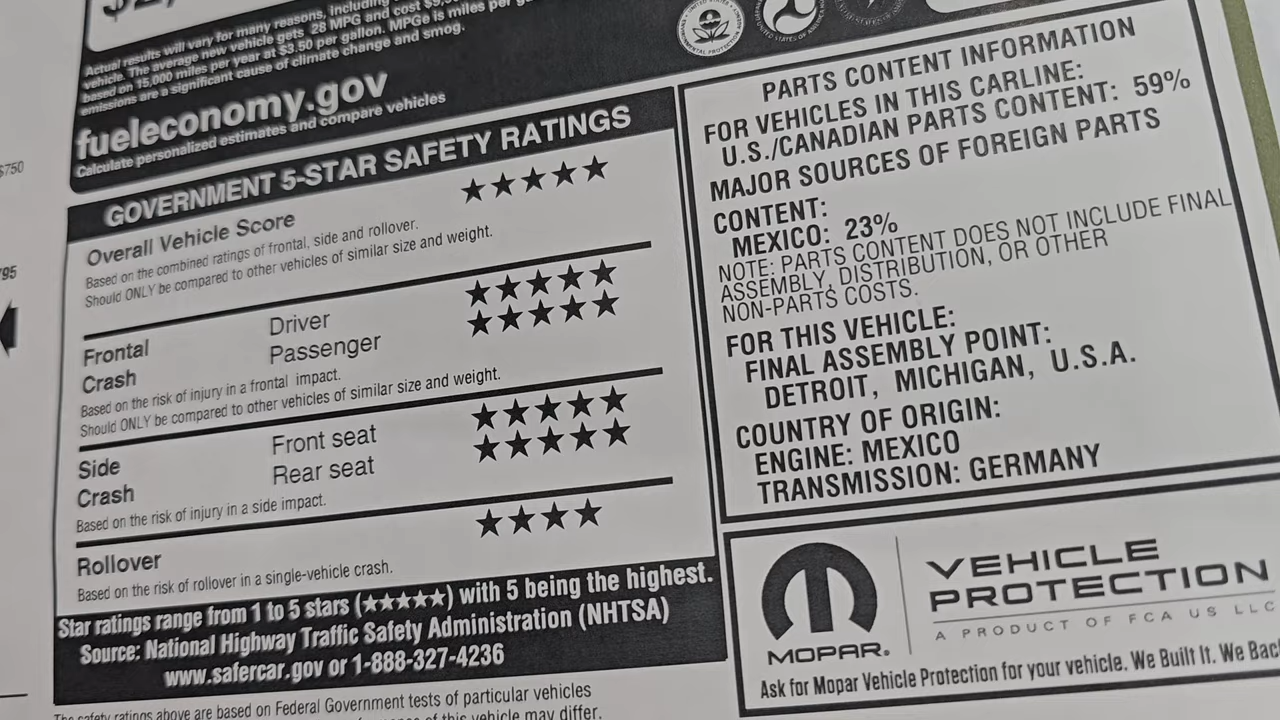 $2,
Actual results will vary for many reasons, including
vehicle. The average new vehicle gets 28 MPG and cost
based on 15,000 miles per year at $3.50 per gallon. MPGe is miles per
emissions are a significant cause of climate change and smog.
fueleconomy.gov
Calculate personalized estimates and compare vehicles
$750
795
GOVERNMENT 5-STAR SAFETY RATINGS
Overall Vehicle Score ★★★★★
Based on the combined ratings of frontal, side and rollover.
Should ONLY be compared to other vehicles of similar size and weight.
Frontal Driver ★★★★★
Crash Passenger ★★★★★
Based on the risk of injury in a frontal impact.
Should ONLY be compared to other vehicles of similar size and weight.
Side Front seat ★★★★★
Crash Rear seat ★★★★★
Based on the risk of injury in a side impact.
Rollover ★★★★
Based on the risk of rollover in a single-vehicle crash.
Star ratings range from 1 to 5 stars (★★★★★) with 5 being the highest.
Source: National Highway Traffic Safety Administration (NHTSA)
www.safercar.gov or 1-888-327-4236
The safety ratings above are based on Federal Government tests of particular vehicles
of this vehicle may differ.
PARTS CONTENT INFORMATION
FOR VEHICLES IN THIS CARLINE:
U.S./CANADIAN PARTS CONTENT: 59%
MAJOR SOURCES OF FOREIGN PARTS
CONTENT:
MEXICO: 23%
NOTE: PARTS CONTENT DOES NOT INCLUDE FINAL
ASSEMBLY, DISTRIBUTION, OR OTHER
NON-PARTS COSTS.
FOR THIS VEHICLE:
FINAL ASSEMBLY POINT:
DETROIT, MICHIGAN, U.S.A.
COUNTRY OF ORIGIN:
ENGINE: MEXICO
TRANSMISSION: GERMANY
MOPAR®
VEHICLE
PROTECTION
A PRODUCT OF FCA US LLC
Ask for Mopar Vehicle Protection for your vehicle. We Built It. We Back